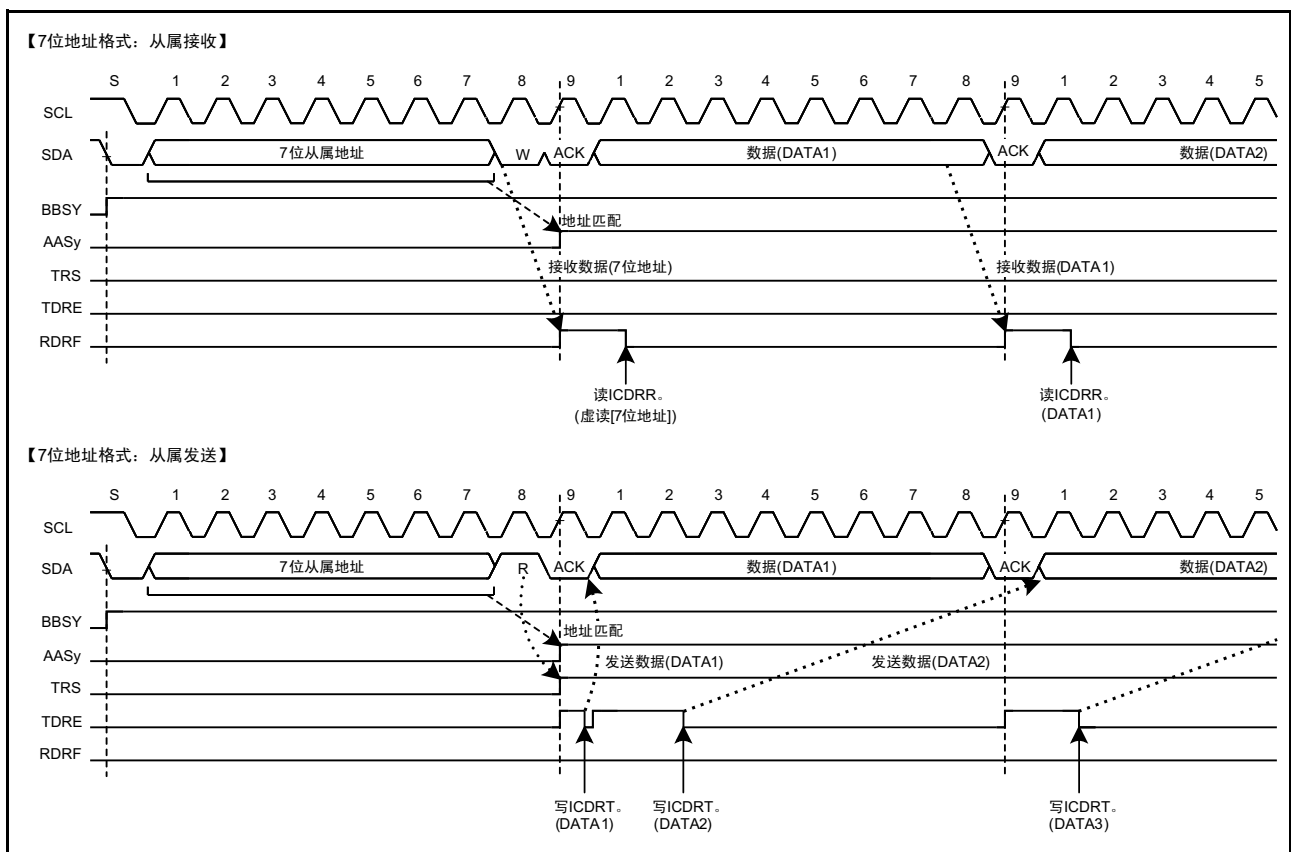 【7位地址格式：从属接收】
S 1 2 3 4 5 6 7 8 9 1 2 3 4 5 6 7 8 9 1 2 3 4 5
SCL
SDA 7位从属地址 W ACK 数据(DATA1) ACK 数据(DATA2)
BBSY
地址匹配
AASy
接收数据(7位地址) 接收数据(DATA1)
TRS
TDRE
RDRF
读ICDRR。 读ICDRR。
(虚读[7位地址]) (DATA1)
【7位地址格式：从属发送】
S 1 2 3 4 5 6 7 8 9 1 2 3 4 5 6 7 8 9 1 2 3 4 5
SCL
SDA 7位从属地址 R ACK 数据(DATA1) ACK 数据(DATA2)
BBSY
地址匹配
AASy
发送数据(DATA1) 发送数据(DATA2)
TRS
TDRE
RDRF
写ICDRT。 写ICDRT。 写ICDRT。
(DATA1) (DATA2) (DATA3)